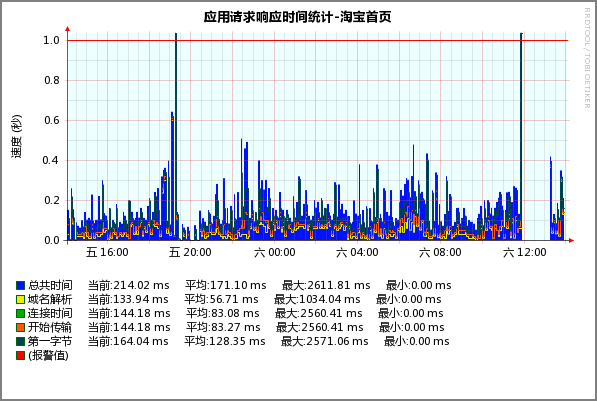 应用请求响应时间统计-淘宝首页
RRDTOOL / TOBI OETIKER
速度 (秒)
1.0
0.8
0.6
0.4
0.2
0.0
五 16:00 五 20:00 六 00:00 六 04:00 六 08:00 六 12:00
总共时间 当前:214.02 ms 平均:171.10 ms 最大:2611.81 ms 最小:0.00 ms
域名解析 当前:133.94 ms 平均:56.71 ms 最大:1034.04 ms 最小:0.00 ms
连接时间 当前:144.18 ms 平均:83.08 ms 最大:2560.41 ms 最小:0.00 ms
开始传输 当前:144.18 ms 平均:83.27 ms 最大:2560.41 ms 最小:0.00 ms
第一字节 当前:164.04 ms 平均:128.35 ms 最大:2571.06 ms 最小:0.00 ms
(报警值)